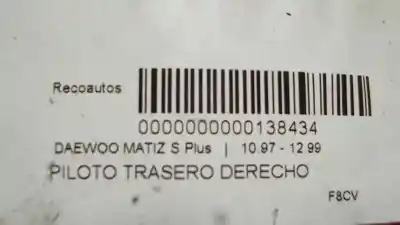 Recoautos
0000000000138434
DAEWOO MATIZ S Plus | 10.97 - 12.99
PILOTO TRASERO DERECHO
F8CV